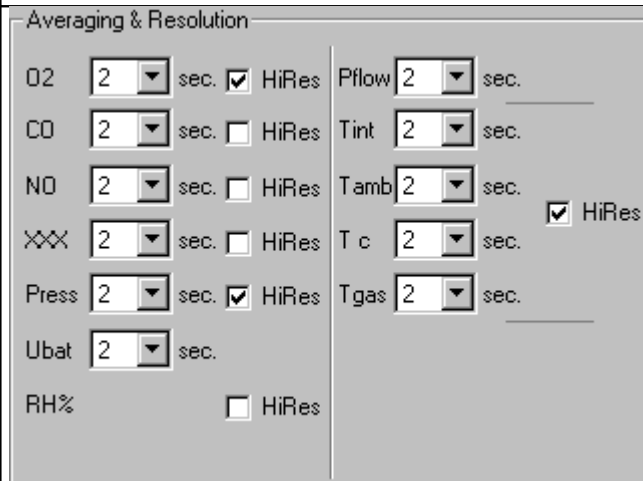 Averaging & Resolution
O2 2 sec. HiRes
CO 2 sec. HiRes
NO 2 sec. HiRes
XXX 2 sec. HiRes
Press 2 sec. HiRes
Ubat 2 sec.
RH% HiRes
Pflow 2 sec.
Tint 2 sec.
Tamb 2 sec.
HiRes
T c 2 sec.
Tgas 2 sec.